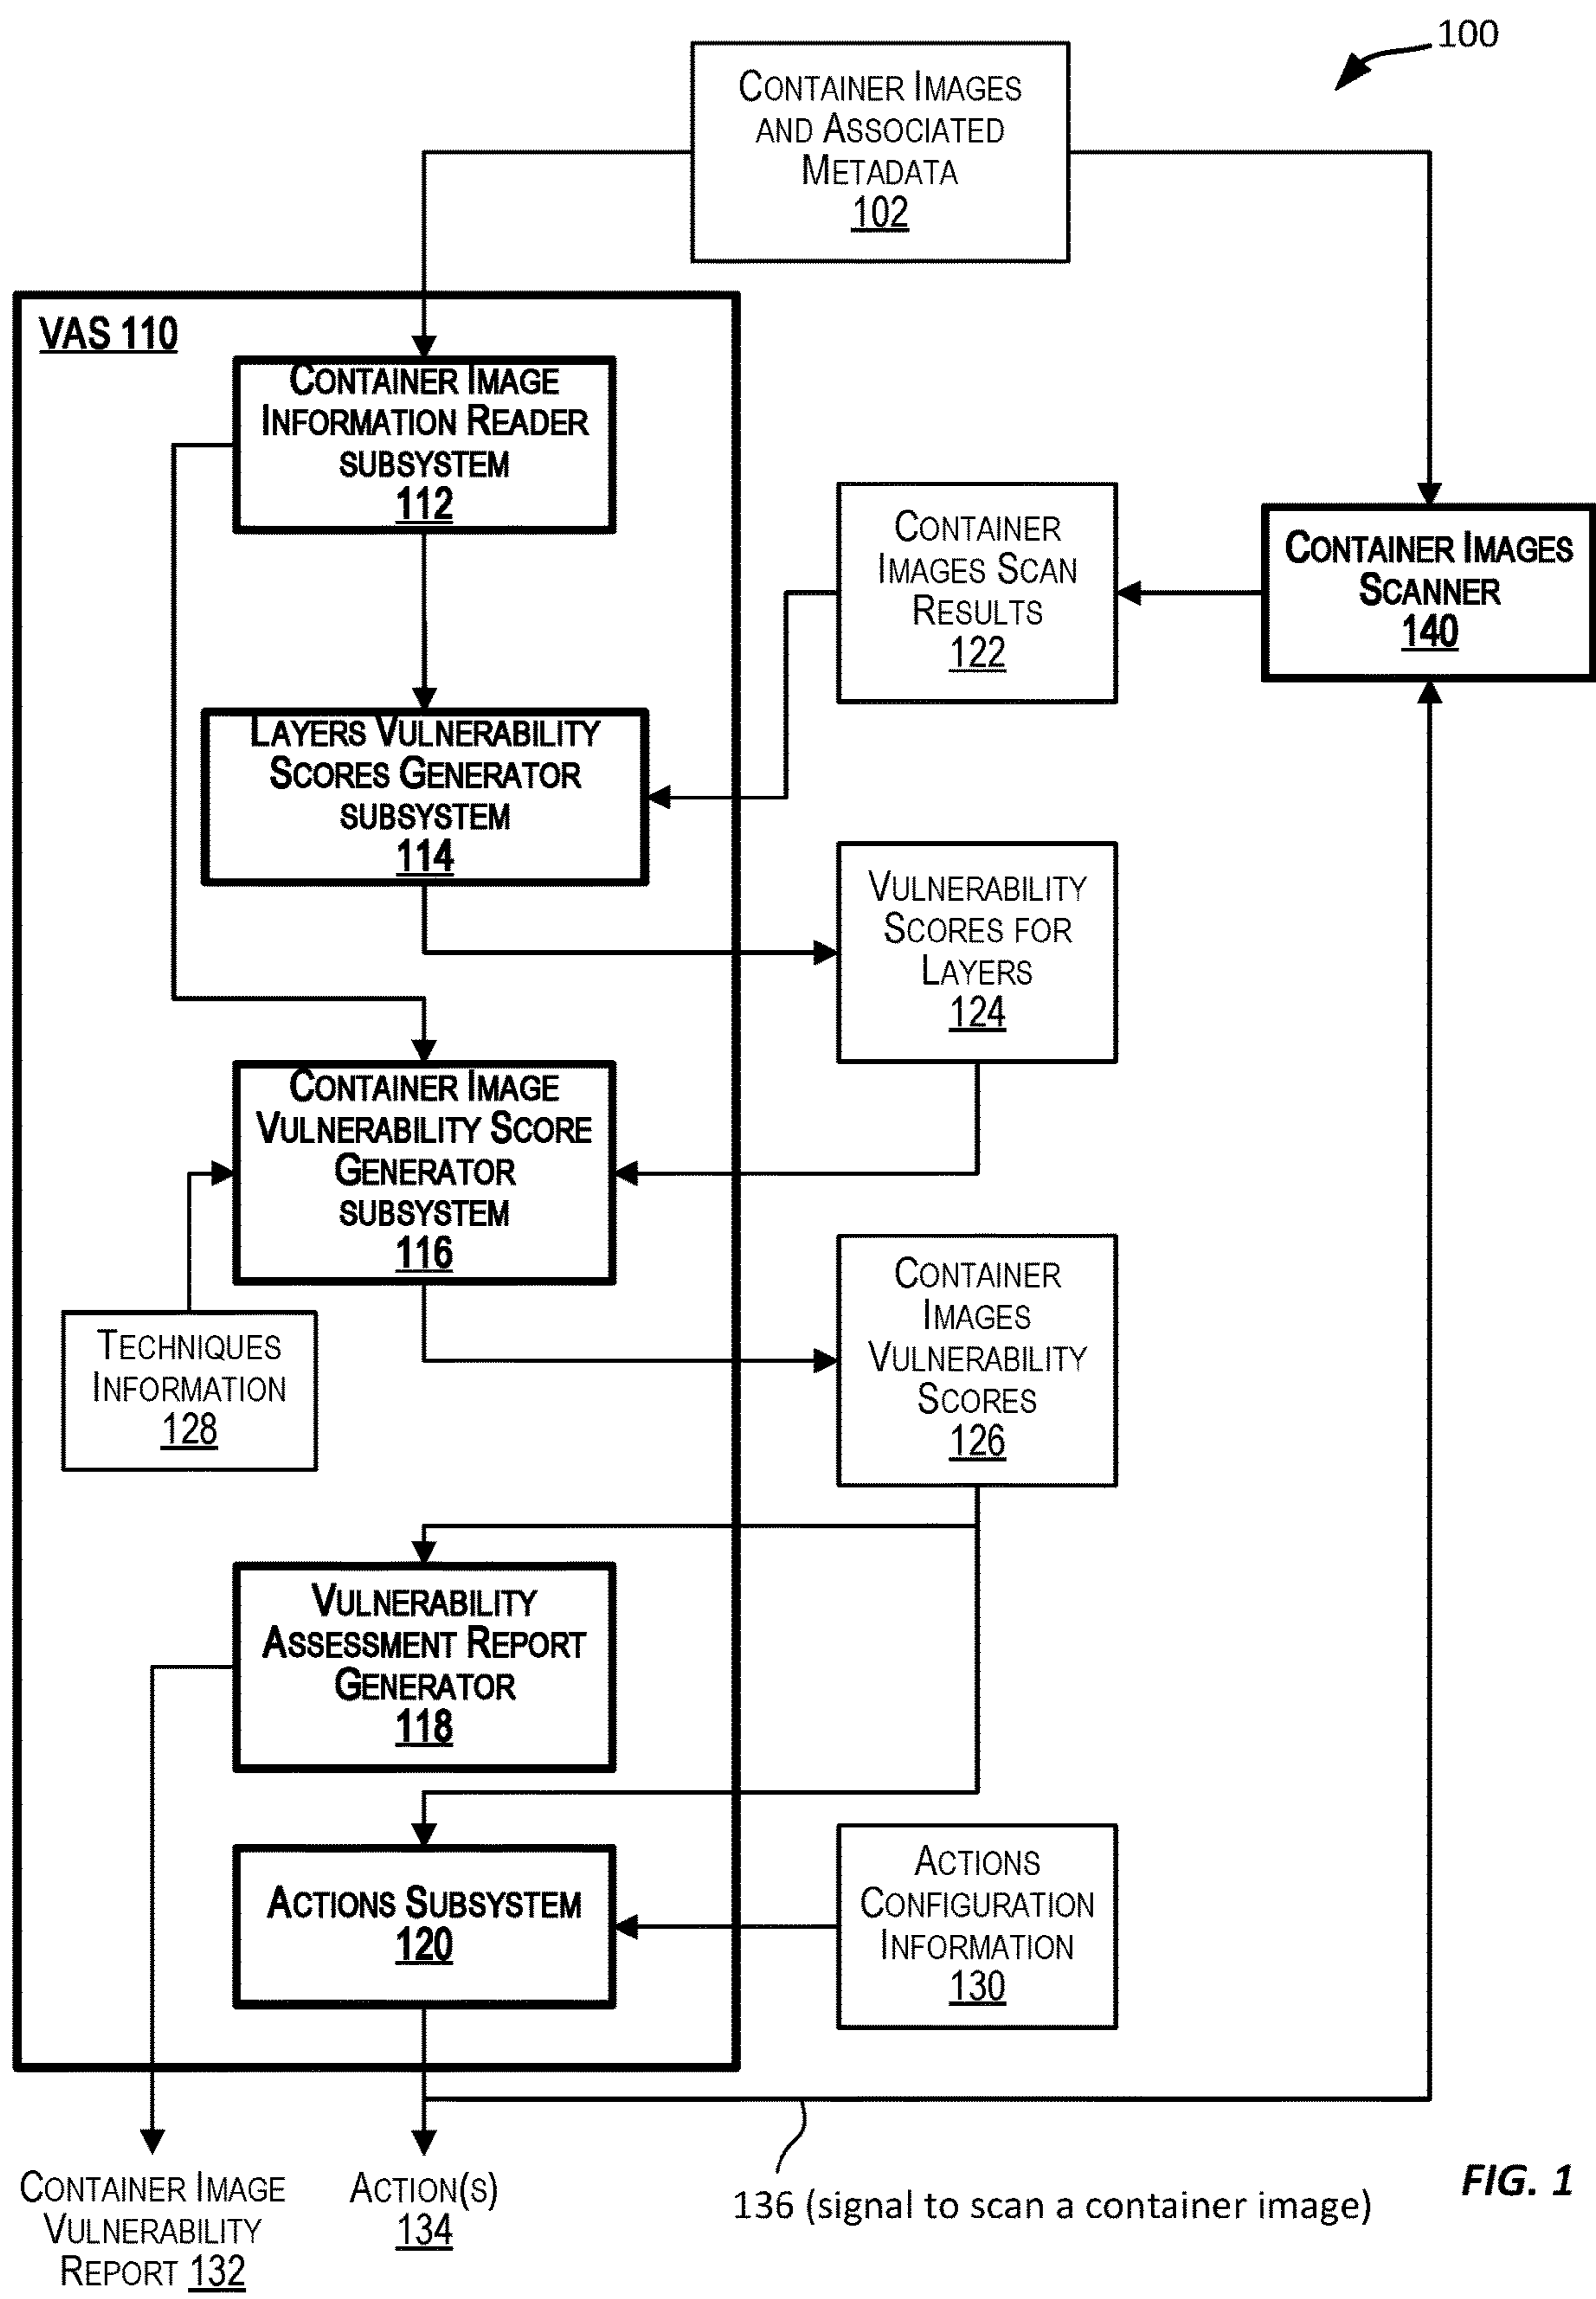 100
Container Images
and Associated
Metadata
102
VAS 110
Container Image
Information Reader
subsystem
112
Container
Images Scan
Results
122
Container Images
Scanner
140
Layers Vulnerability
Scores Generator
subsystem
114
Vulnerability
Scores for
Layers
124
Container Image
Vulnerability Score
Generator
subsystem
116
Container
Images
Vulnerability
Scores
126
Techniques
Information
128
Vulnerability
Assessment Report
Generator
118
Actions Subsystem
120
Actions
Configuration
Information
130
Container Image
Vulnerability
Report 132
Action(s)
134
136 (signal to scan a container image)
FIG. 1